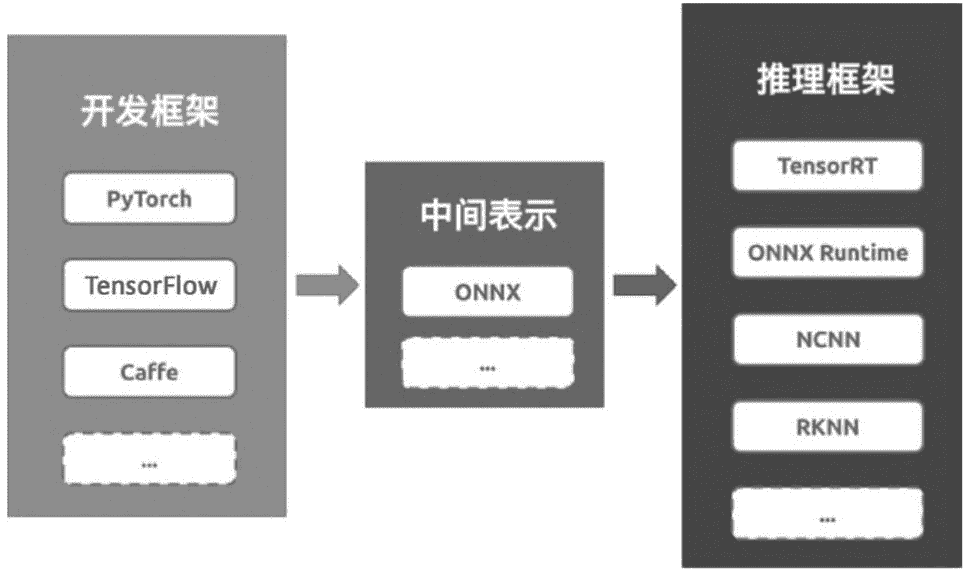 开发框架
PyTorch
TensorFlow
Caffe
...
中间表示
ONNX
...
推理框架
TensorRT
ONNX Runtime
NCNN
RKNN
...